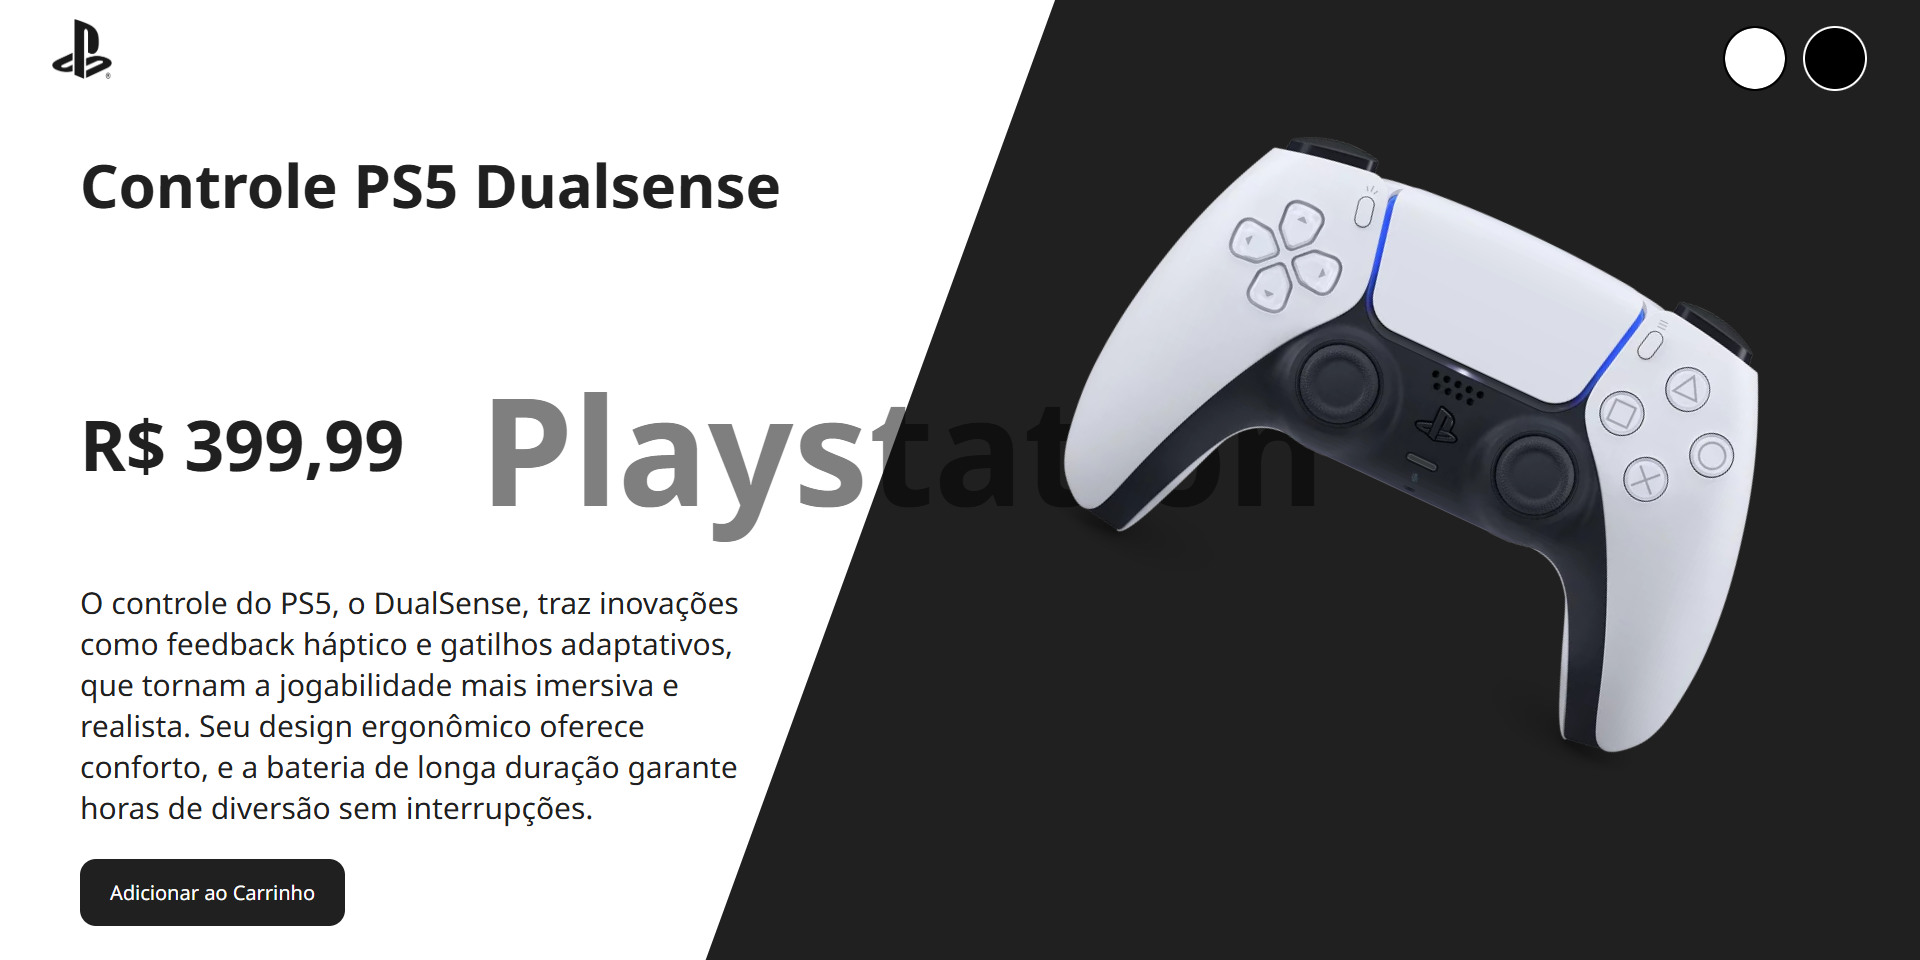 Controle PS5 Dualsense
R$ 399,99
Playstation
O controle do PS5, o DualSense, traz inovações
como feedback háptico e gatilhos adaptativos,
que tornam a jogabilidade mais imersiva e
realista. Seu design ergonômico oferece
conforto, e a bateria de longa duração garante
horas de diversão sem interrupções.
Adicionar ao Carrinho